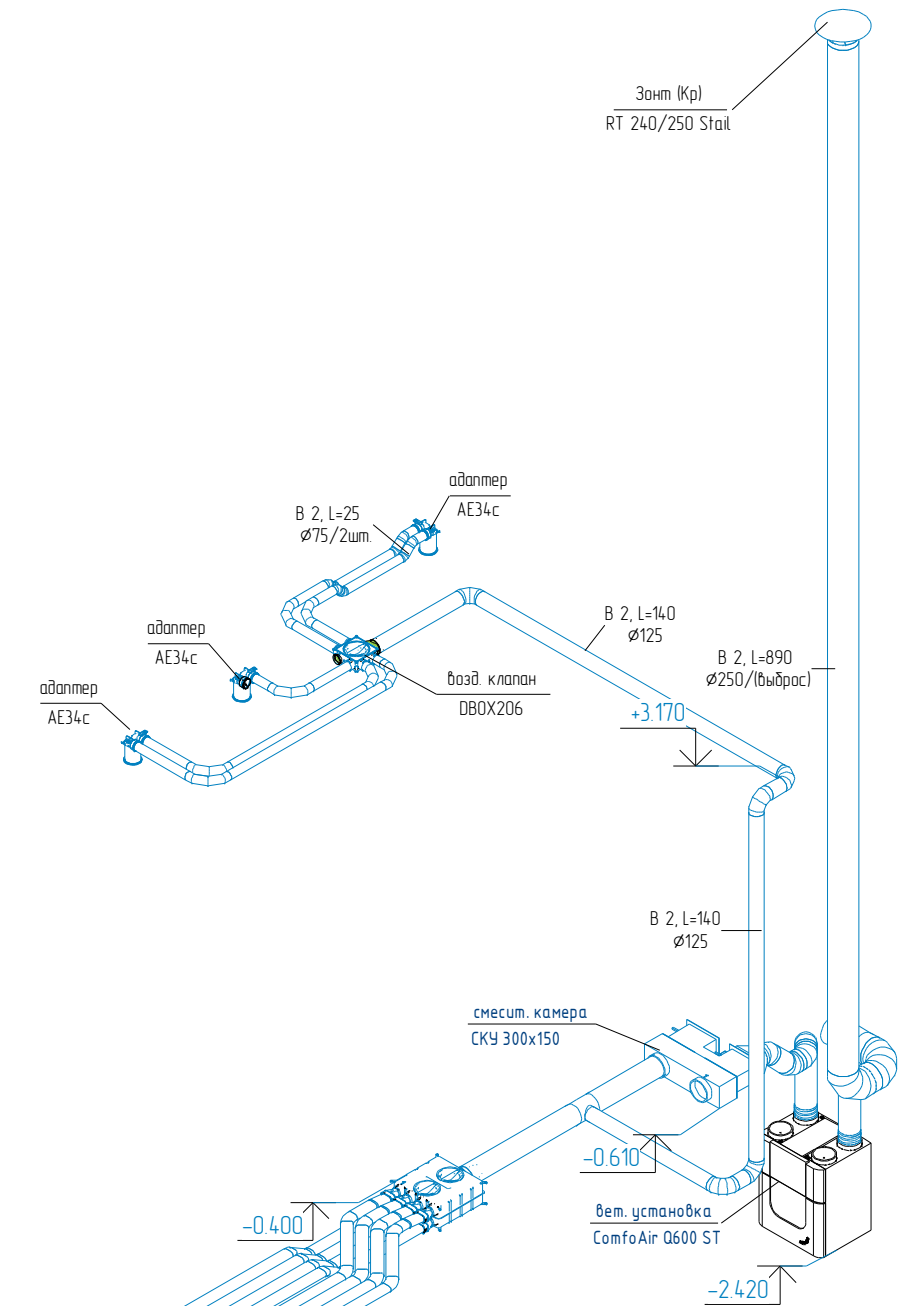 Зонт (Кр)
RT 240/250 Stail
адаптер
AE34c
В 2, L=25
Ø75/2шт.
В 2, L=140
Ø125
адаптер
AE34c
В 2, L=890
Ø250/(выброс)
возд. клапан
DBOX206
адаптер
AE34c
+3.170
В 2, L=140
Ø125
смесит. камера
СКУ 300x150
-0.610
вет. установка
ComfoAir Q600 ST
-0.400
-2.420